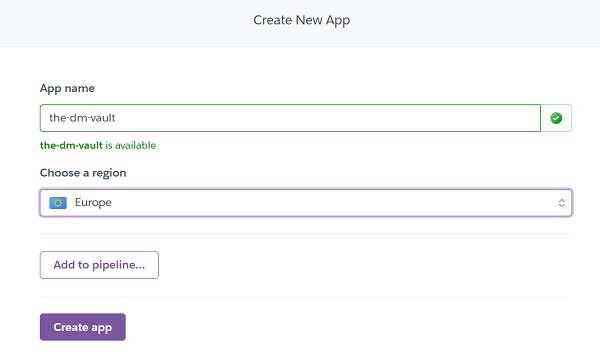 Create New App
App name
the-dm-vault
the-dm-vault is available
Choose a region
Europe
Add to pipeline...
Create app